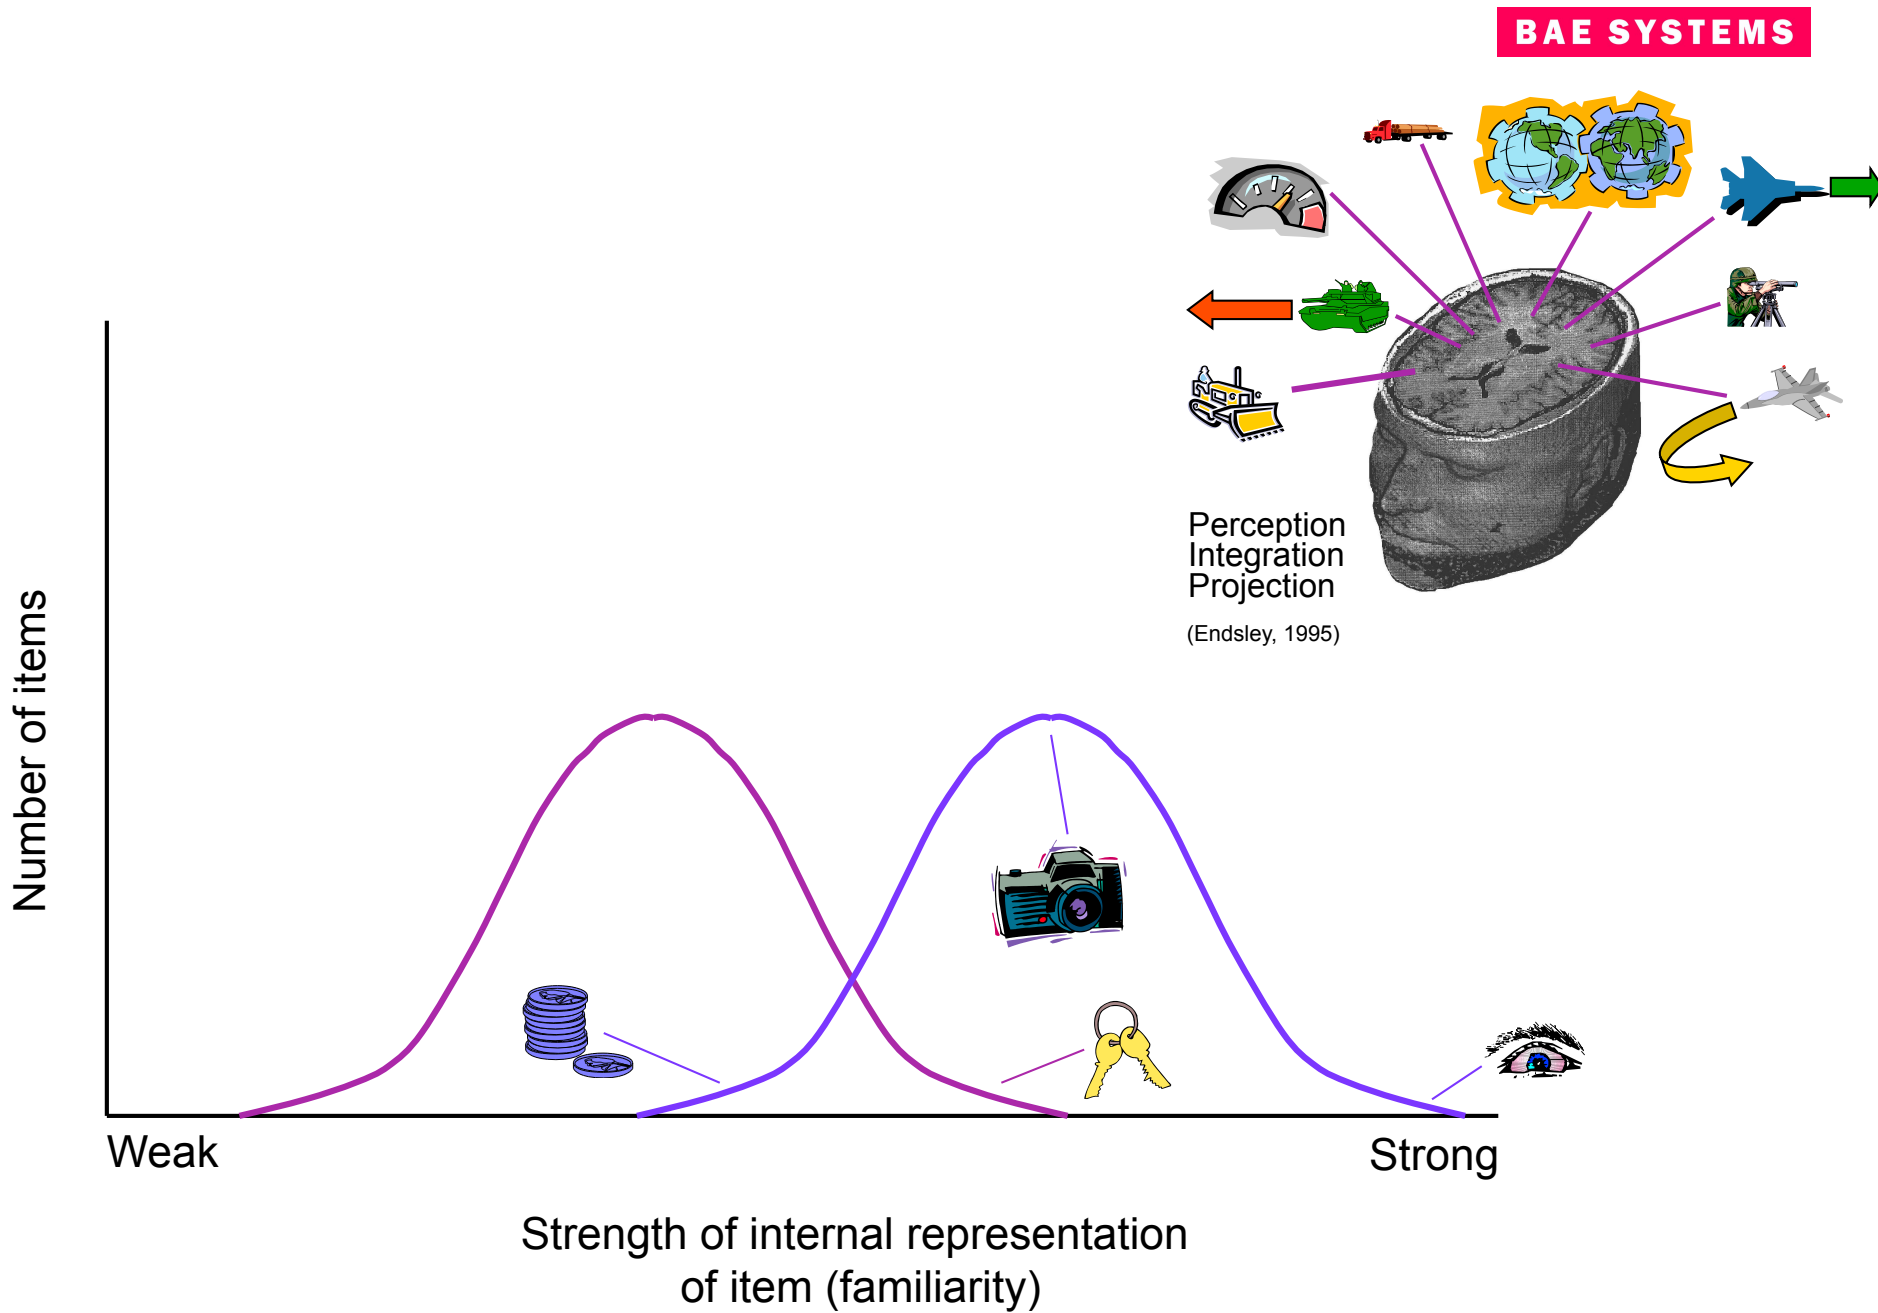 BAE SYSTEMS
Perception
Integration
Projection
(Endsley, 1995)
Number of items
Weak
Strong
Strength of internal representation
of item (familiarity)